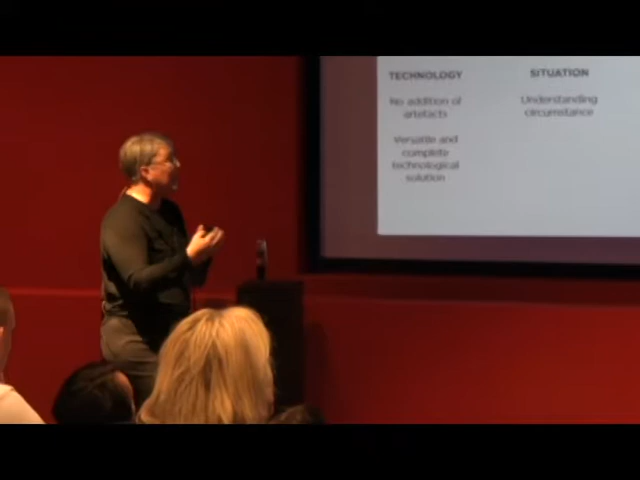 TECHNOLOGY
No addition of
artefacts
Versatile and
complete
technological
solution
SITUATION
Understanding
circumstance